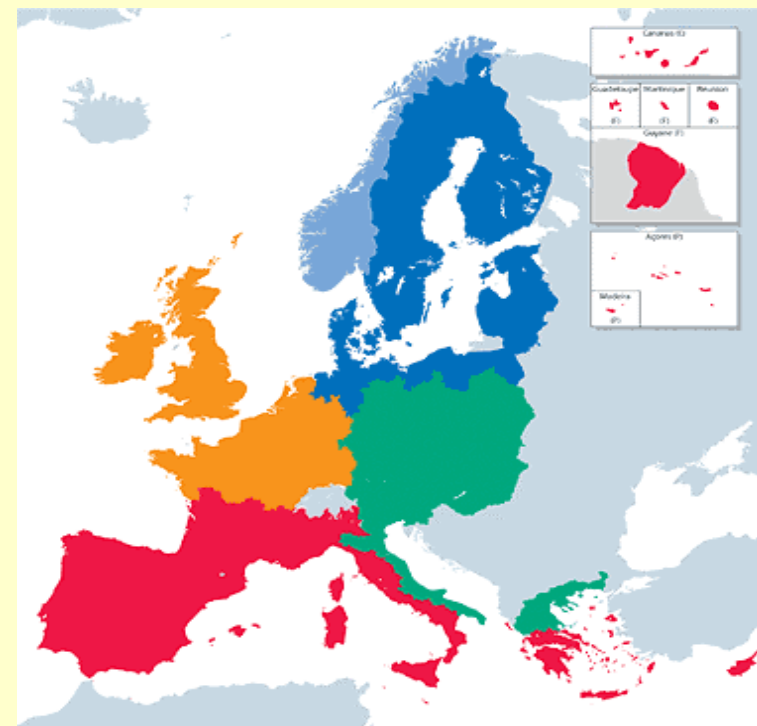 Canarias (E)
Guadeloupe
(F)
Martinique
(F)
Réunion
(F)
Guyane (F)
Açores (P)
Madeira
(P)